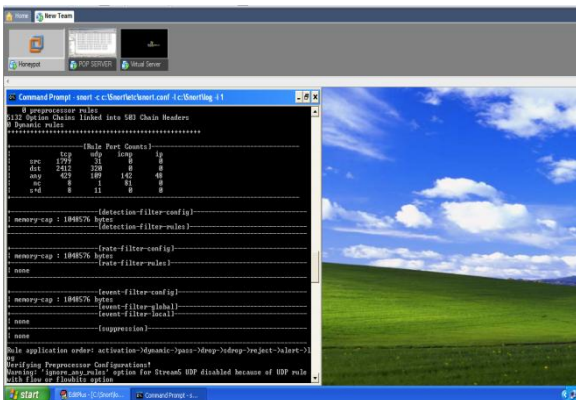 Home New Team
Honeypot POP SERVER Virtual Server
Command Prompt - snort -c c:\Snort\etc\snort.conf -l c:\Snort\log -i 1
0 preprocessor rules
5132 Option Chains linked into 503 Chain Headers
0 Dynamic rules
+++++++++++++++++++++++++++++++++++++++++++++++++++
[Rule Port Counts]
tcp udp icmp ip
src 1799 31 0 0
dst 2412 320 0 0
any 429 109 142 48
nc 8 1 81 0
s+d 8 11 0 0
[detection-filter-config]
memory-cap : 1048576 bytes
[detection-filter-rules]
[rate-filter-config]
memory-cap : 1048576 bytes
[rate-filter-rules]
none
[event-filter-config]
memory-cap : 1048576 bytes
[event-filter-global]
[event-filter-local]
none
[suppression]
none
Rule application order: activation->dynamic->pass->drop->sdrop->reject->alert->l
og
Verifying Preprocessor Configurations!
Warning: 'ignore_any_rules' option for Stream5 UDP disabled because of UDP rule
with flow or flowbits option
start EditPlus - [C:\Snort\... Command Prompt - s...